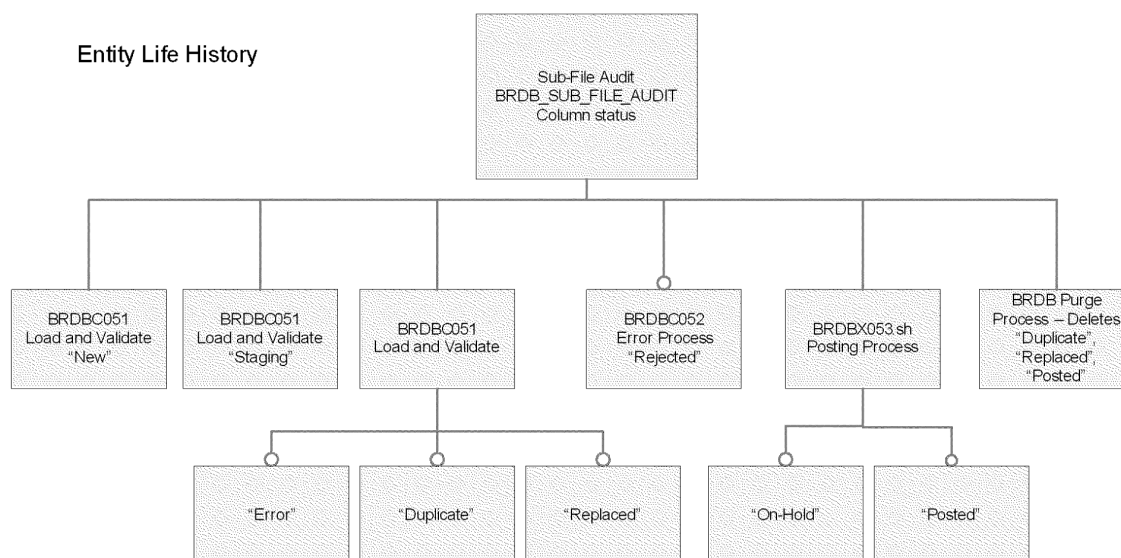 Entity Life History
Sub-File Audit
BRDB_SUB_FILE_AUDIT
Column status
BRDBC051
Load and Validate
“New”
BRDBC051
Load and Validate
“Staging”
BRDBC051
Load and Validate
BRDBC052
Error Process
“Rejected”
BRDBX053.sh
Posting Process
BRDB Purge
Process – Deletes
“Duplicate”,
“Replaced”,
“Posted”
“Error”
“Duplicate”
“Replaced”
“On-Hold”
“Posted”